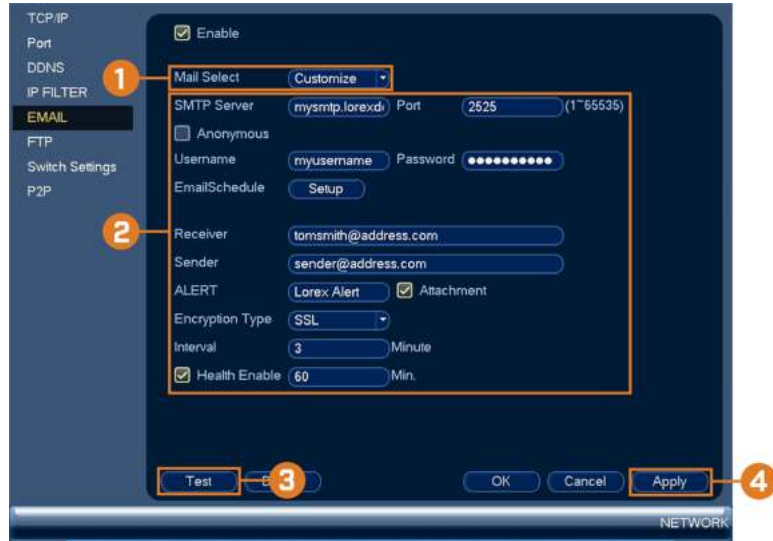 TCP/IP
Port
DDNS
IP FILTER
EMAIL
FTP
Switch Settings
P2P
Enable
1
Mail Select Customize
2
SMTP Server mysmtp.lorexd Port 2525 (1~65535)
Anonymous
Username myusername Password ●●●●●●●●●●
EmailSchedule Setup
Receiver tomsmith@address.com
Sender sender@address.com
ALERT Lorex Alert Attachment
Encryption Type SSL
Interval 3 Minute
Health Enable 60 Min.
Test 3 OK Cancel Apply 4
NETWORK